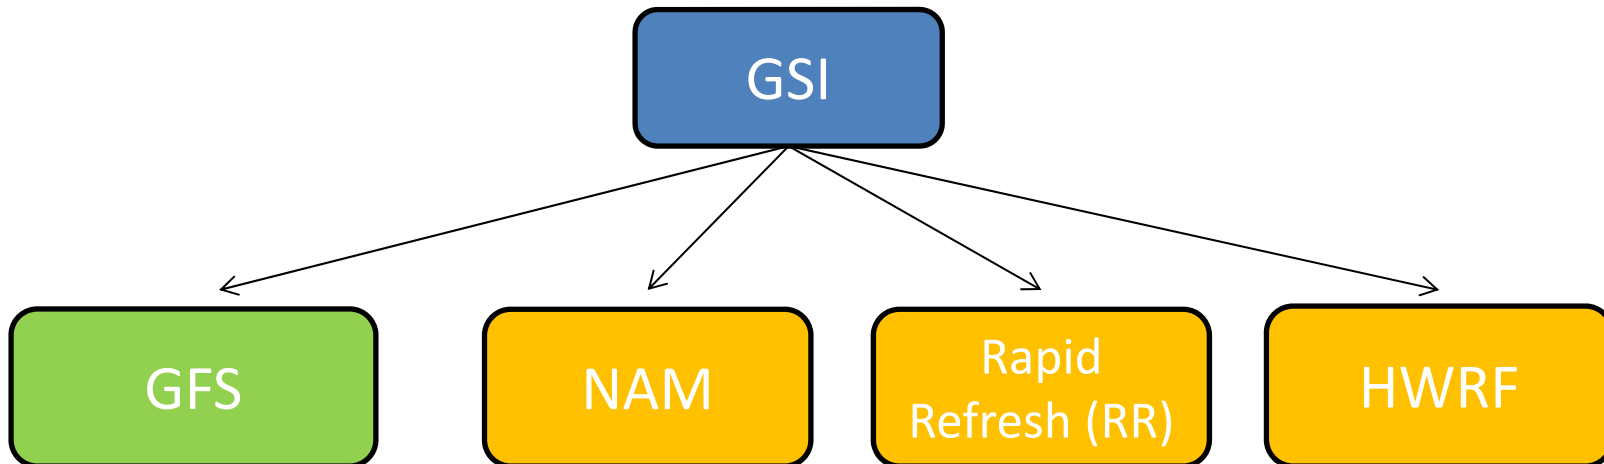 GSI
GFS
NAM
Rapid
Refresh (RR)
HWRF